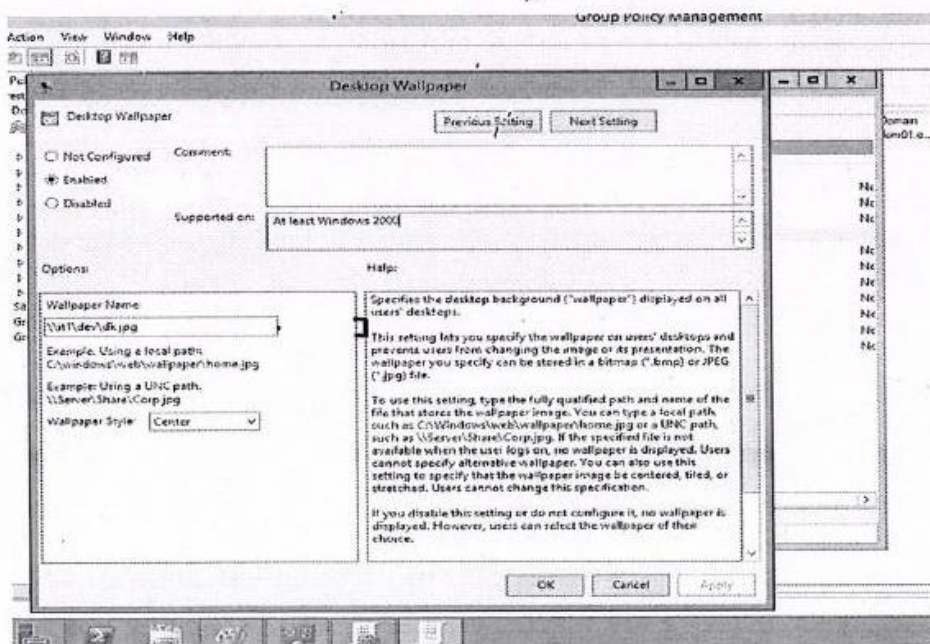 Group Policy Management
Action View Window Help
Desktop Wallpaper
Desktop Wallpaper
Previous Setting
Next Setting
Not Configured
Comment:
Enabled
Disabled
Supported on:
At least Windows 2000
Options:
Help:
Wallpaper Name:
Example: Using a local path:
C:\windows\web\wallpaper\home.jpg
Example: Using a UNC path:
\\Server\Share\Corp.jpg
Wallpaper Style:
Center
Specifies the desktop background ("wallpaper") displayed on all
users' desktops.
This setting lets you specify the wallpaper on users' desktops and
prevents users from changing the image or its presentation. The
wallpaper you specify can be stored in a bitmap (*.bmp) or JPEG
(*.jpg) file.
To use this setting, type the fully qualified path and name of the
file that stores the wallpaper image. You can type a local path,
such as C:\Windows\web\wallpaper\home.jpg or a UNC path,
such as \\Server\Share\Corp.jpg. If the specified file is not
available when the user logs on, no wallpaper is displayed. Users
cannot specify alternative wallpaper. You can also use this
setting to specify that the wallpaper image be centered, tiled, or
stretched. Users cannot change this specification.
If you disable this setting or do not configure it, no wallpaper is
displayed. However, users can select the wallpaper of their
choice.
OK
Cancel
Apply